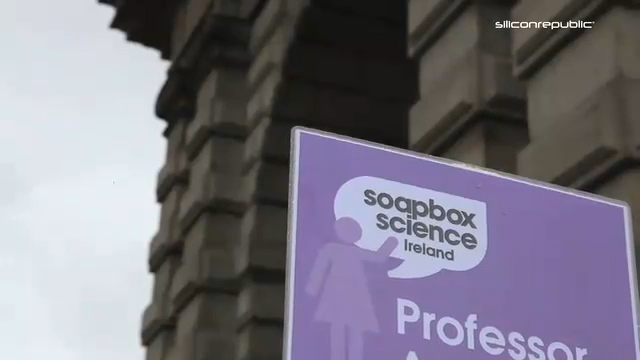 siliconrepublic
soapbox
science
Ireland
Professor